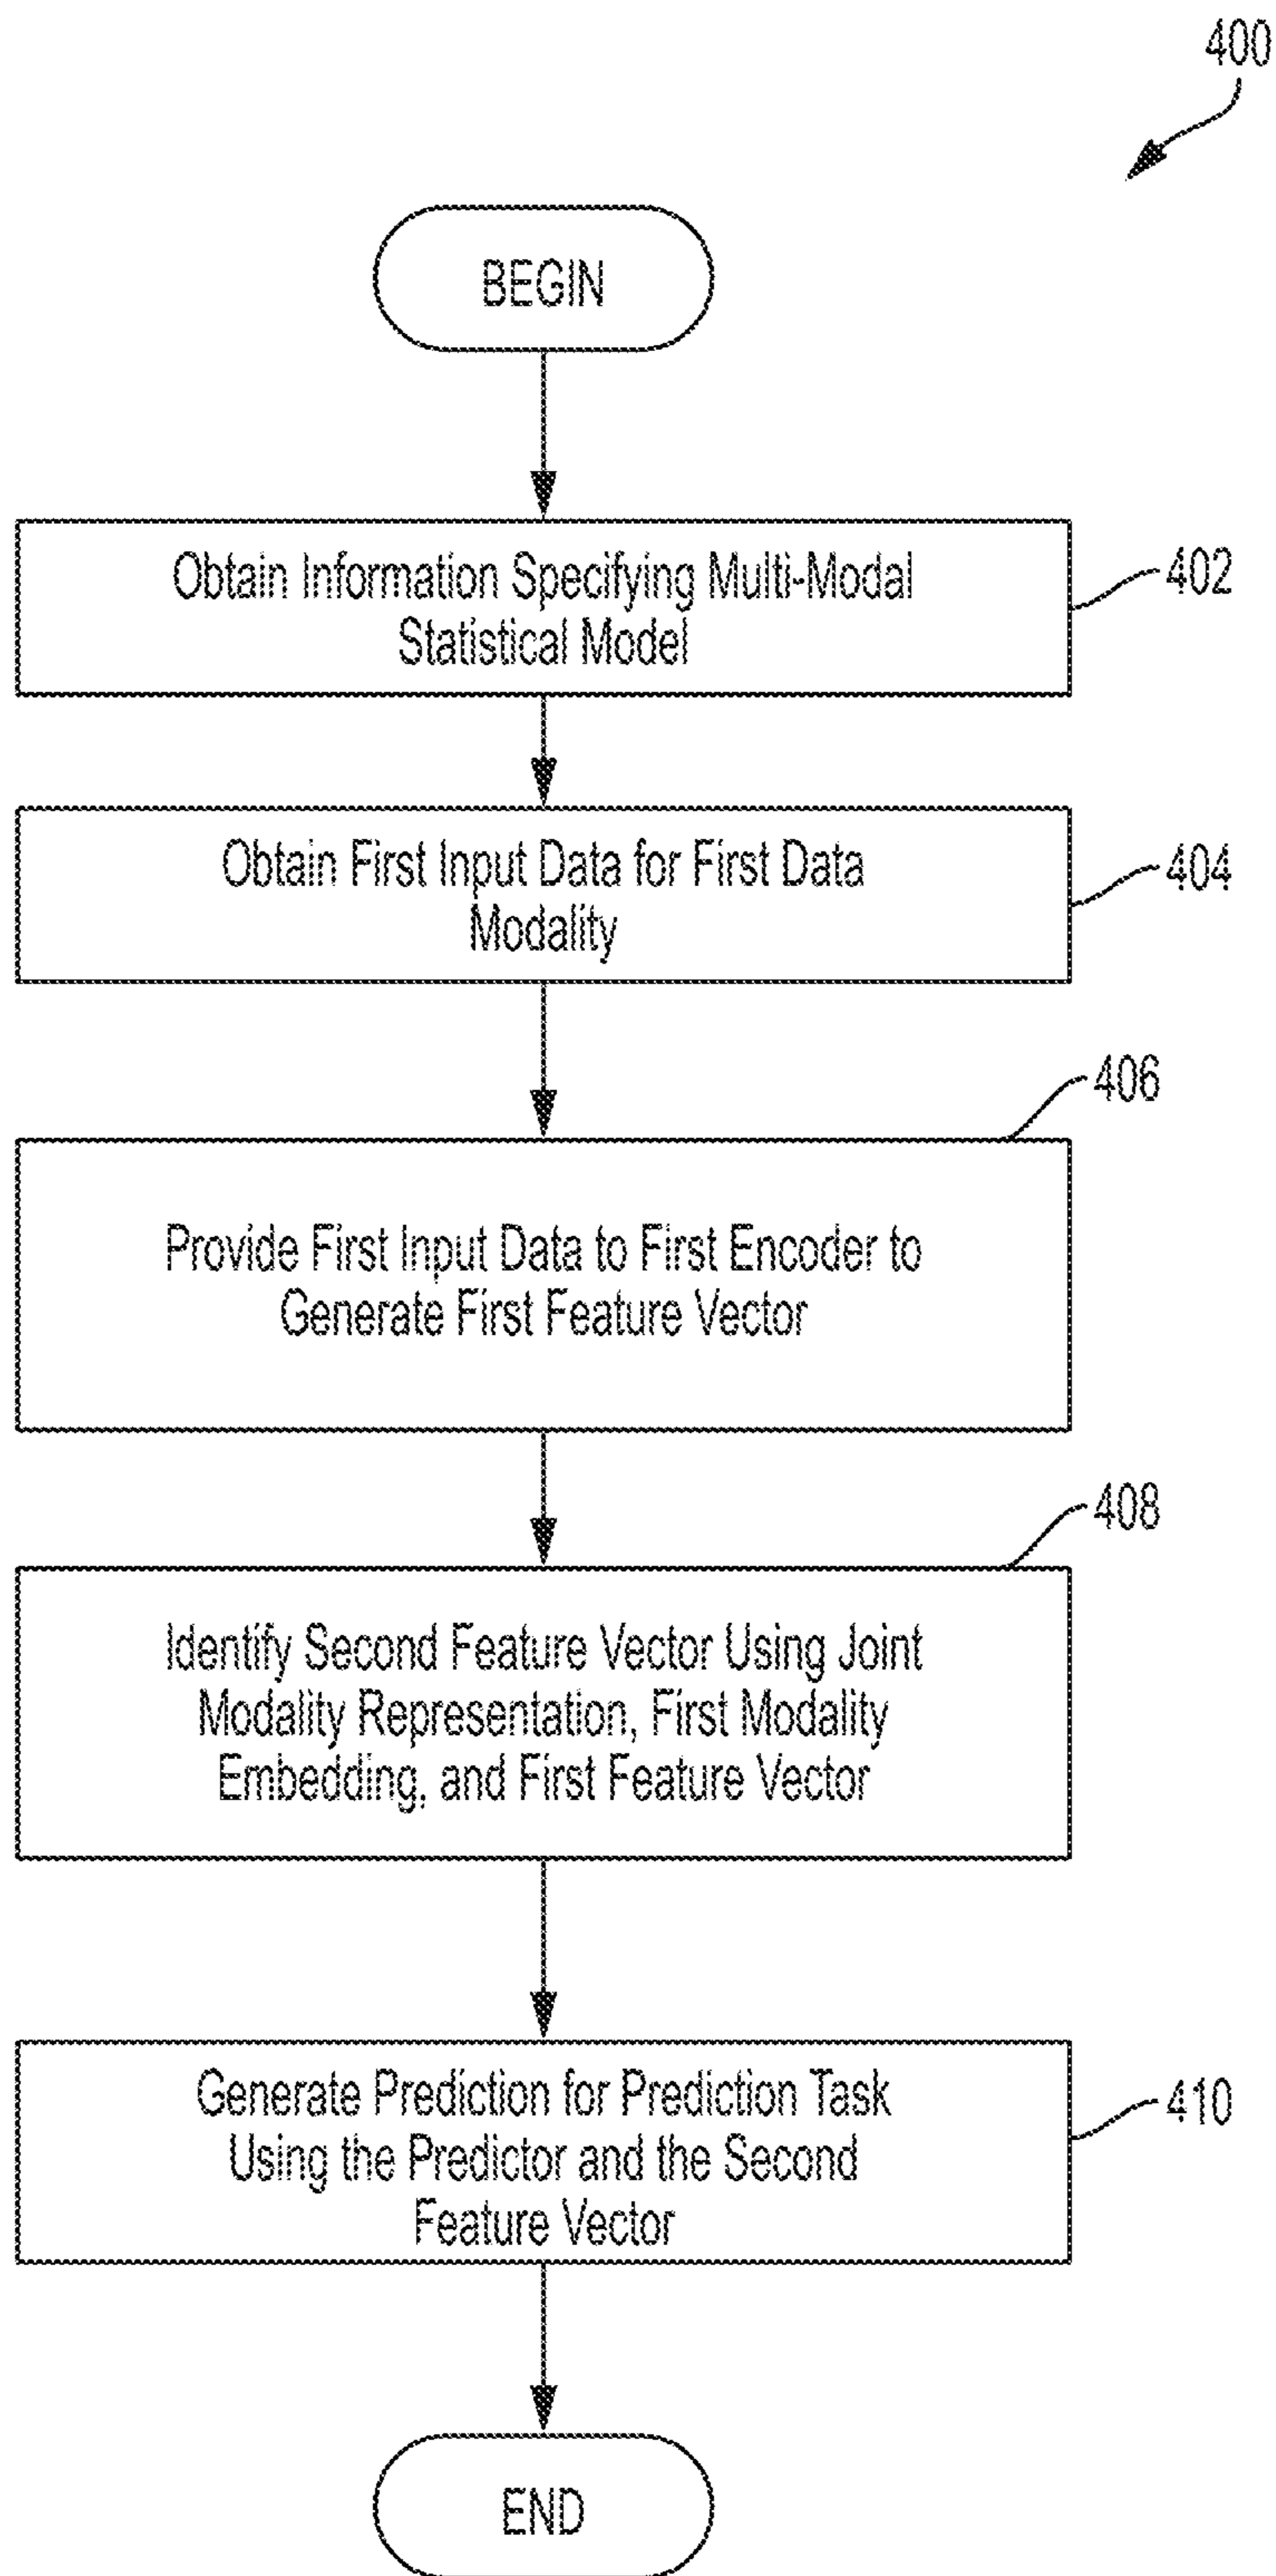 400
BEGIN
Obtain Information Specifying Multi-Modal
Statistical Model
402
Obtain First Input Data for First Data
Modality
404
406
Provide First Input Data to First Encoder to
Generate First Feature Vector
408
Identify Second Feature Vector Using Joint
Modality Representation, First Modality
Embedding, and First Feature Vector
Generate Prediction for Prediction Task
Using the Predictor and the Second
Feature Vector
410
END